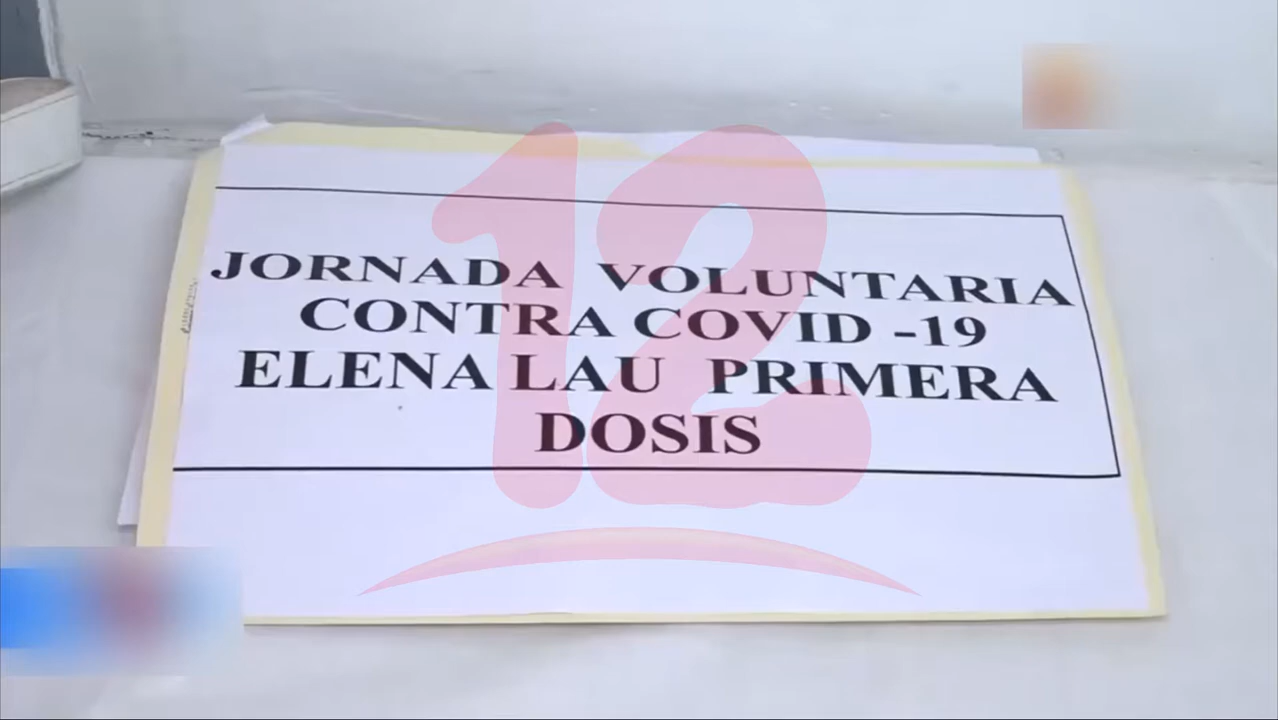 12
JORNADA VOLUNTARIA
CONTRA COVID -19
ELENA LAU PRIMERA
DOSIS